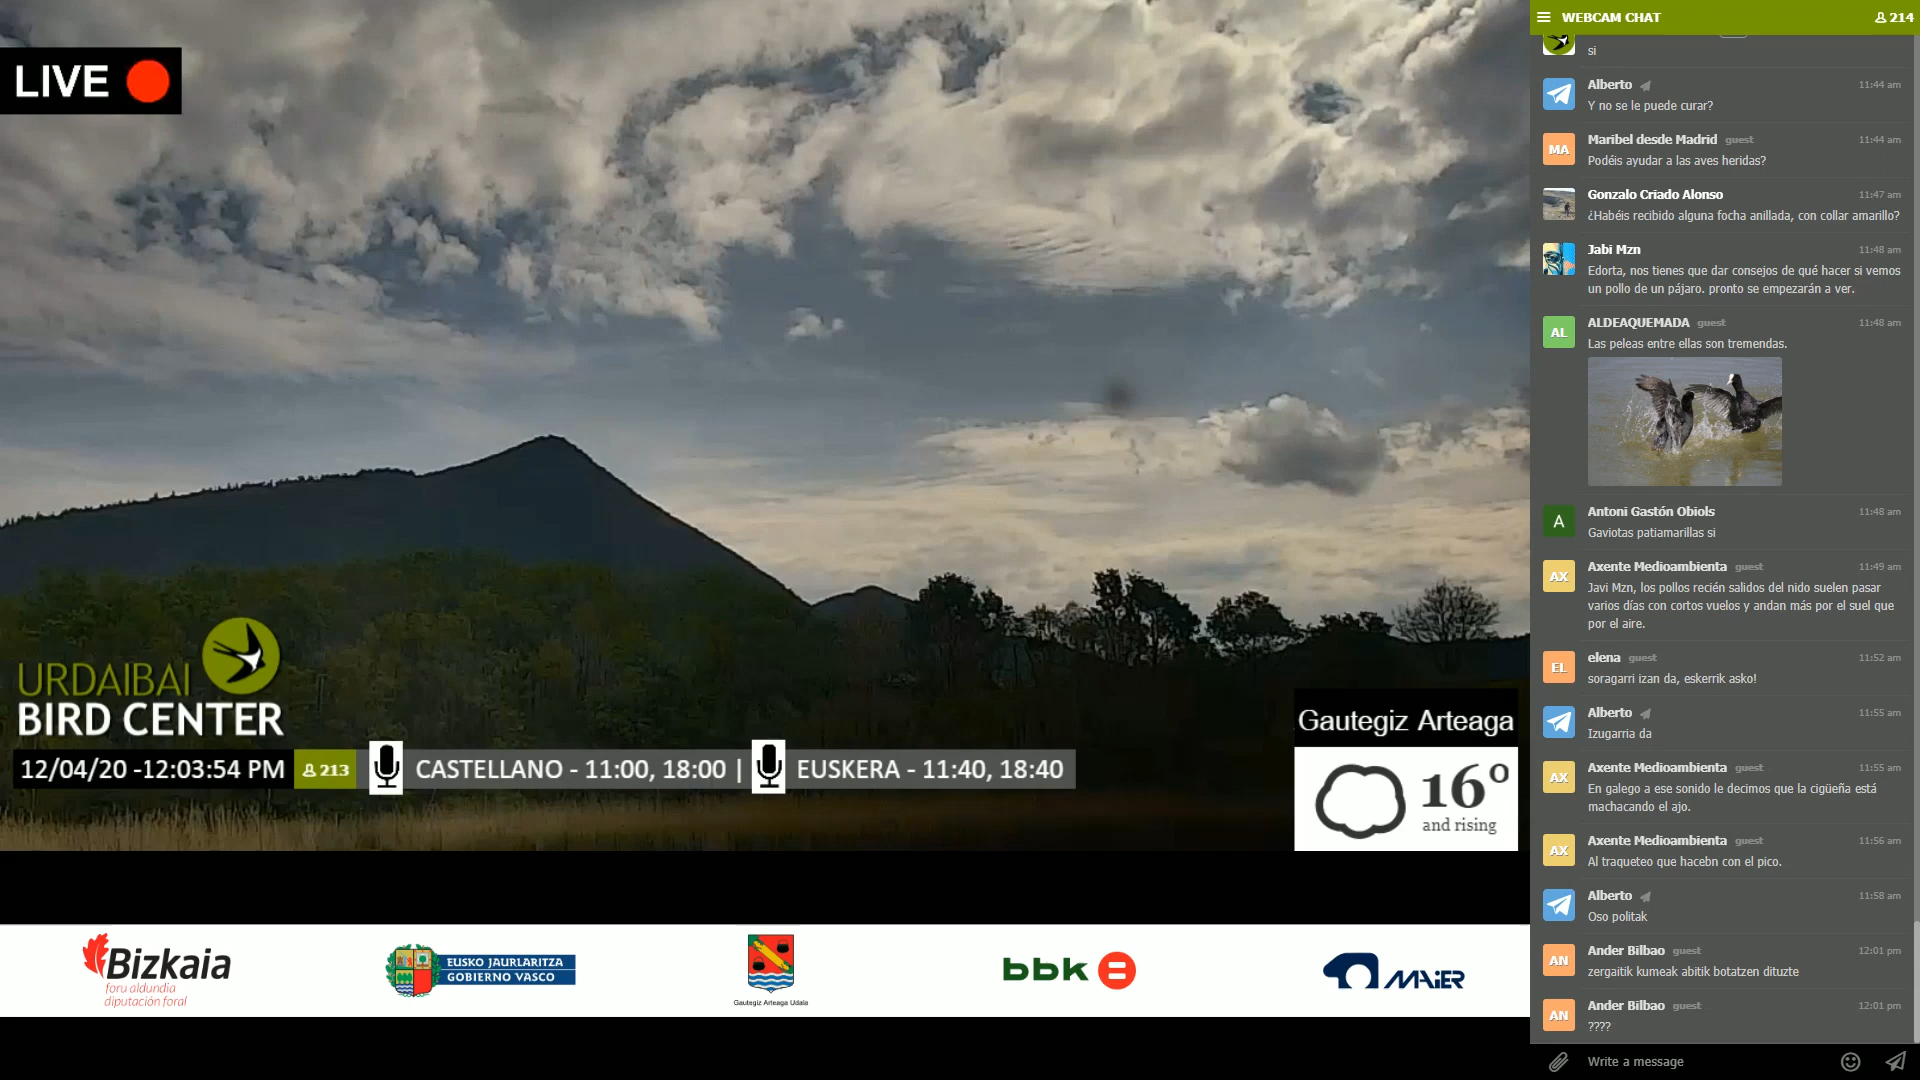 LIVE
URDAIBAI
BIRD CENTER
12/04/20 -12:03:54 PM
213
CASTELLANO - 11:00, 18:00 |
EUSKERA - 11:40, 18:40
Gautegiz Arteaga
16º
and rising
Bizkaia
foru aldundia
diputación foral
EUSKO JAURLARITZA
GOBIERNO VASCO
Gautegiz Arteaga Udala
bbk
MAIER
WEBCAM CHAT
214
si
Alberto
11:44 am
Y no se le puede curar?
MA
Maribel desde Madrid guest
11:44 am
Podéis ayudar a las aves heridas?
Gonzalo Criado Alonso
11:47 am
¿Habéis recibido alguna focha anillada, con collar amarillo?
Jabi Mzn
11:48 am
Edorta, nos tienes que dar consejos de qué hacer si vemos
un pollo de un pájaro. pronto se empezarán a ver.
AL
ALDEAQUEMADA guest
11:48 am
Las peleas entre ellas son tremendas.
A
Antoni Gastón Obiols
11:48 am
Gaviotas patiamarillas si
AX
Axente Medioambienta guest
11:49 am
Javi Mzn, los pollos recién salidos del nido suelen pasar
varios días con cortos vuelos y andan más por el suel que
por el aire.
EL
elena guest
11:52 am
soragarri izan da, eskerrik asko!
Alberto
11:55 am
Izugarria da
AX
Axente Medioambienta guest
11:55 am
En galego a ese sonido le decimos que la cigüeña está
machacando el ajo.
AX
Axente Medioambienta guest
11:56 am
Al traqueteo que hacebn con el pico.
Alberto
11:58 am
Oso politak
AN
Ander Bilbao guest
12:01 pm
zergaitik kumeak abitik botatzen dituzte
AN
Ander Bilbao guest
12:01 pm
????
Write a message